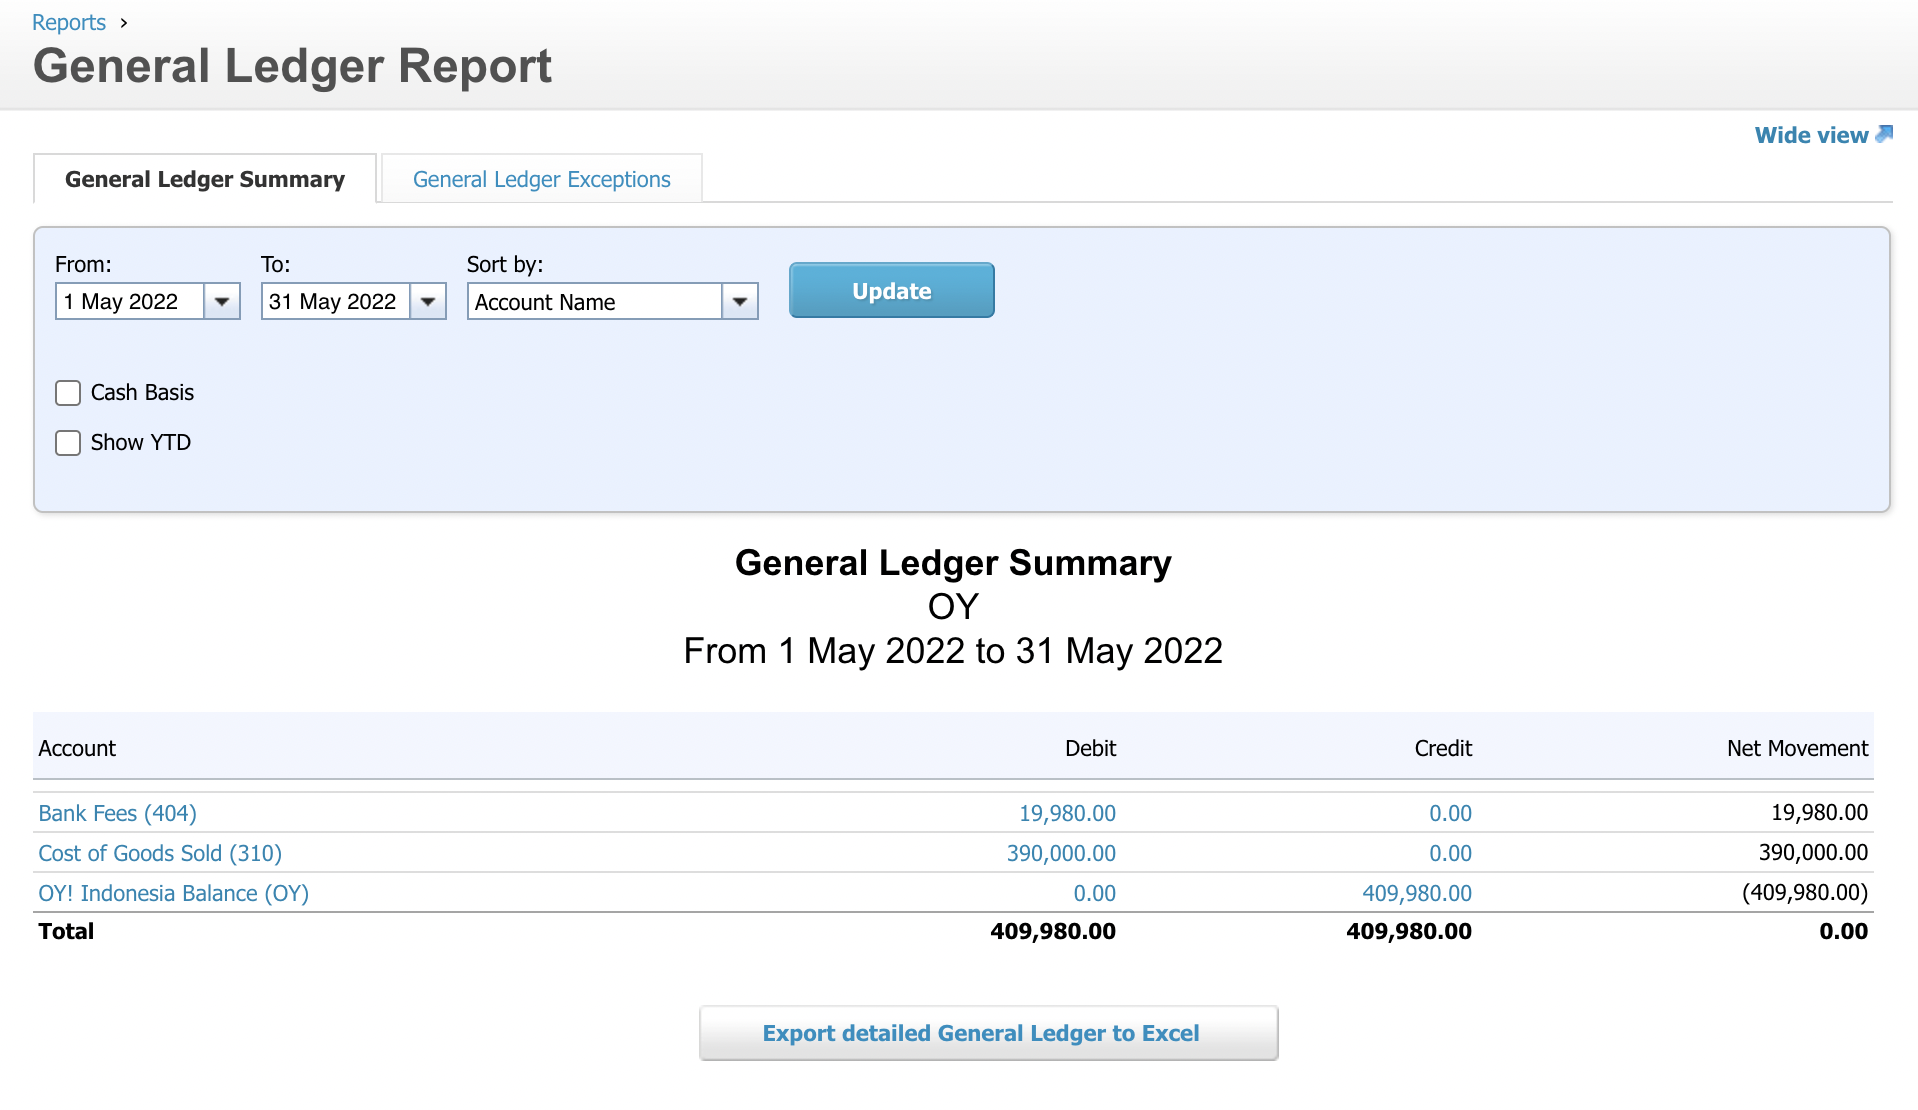 Reports ›
General Ledger Report
Wide view
General Ledger Summary General Ledger Exceptions
From: To: Sort by:
1 May 2022 31 May 2022 Account Name Update
Cash Basis
Show YTD
General Ledger Summary
OY
From 1 May 2022 to 31 May 2022
Account Debit Credit Net Movement
Bank Fees (404) 19,980.00 0.00 19,980.00
Cost of Goods Sold (310) 390,000.00 0.00 390,000.00
OY! Indonesia Balance (OY) 0.00 409,980.00 (409,980.00)
Total 409,980.00 409,980.00 0.00
Export detailed General Ledger to Excel